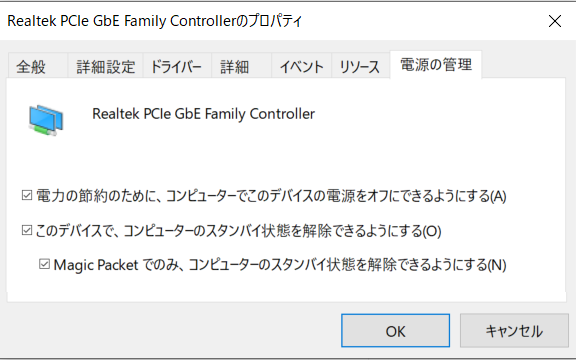 Realtek PCIe GbE Family Controllerのプロパティ
全般 詳細設定 ドライバー 詳細 イベント リソース 電源の管理
Realtek PCIe GbE Family Controller
電力の節約のために、コンピューターでこのデバイスの電源をオフにできるようにする(A)
このデバイスで、コンピューターのスタンバイ状態を解除できるようにする(O)
Magic Packet でのみ、コンピューターのスタンバイ状態を解除できるようにする(N)
OK キャンセル